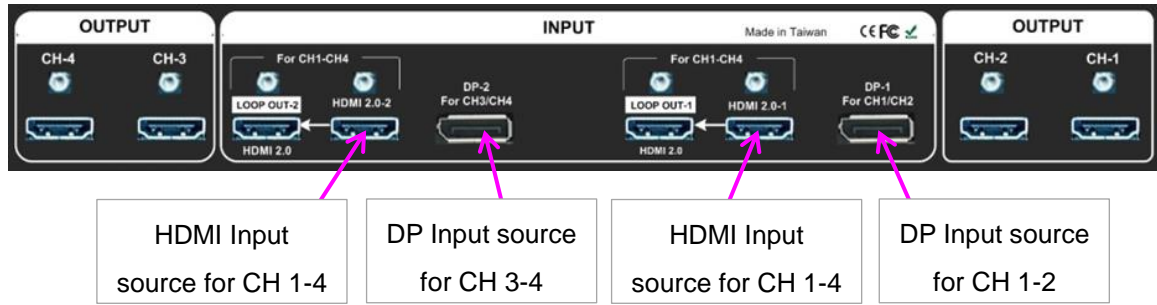 OUTPUT
INPUT
Made in Taiwan
CE FC
OUTPUT
CH-4
CH-3
For CH1-CH4
For CH1-CH4
CH-2
CH-1
DP-2
For CH3/CH4
DP-1
For CH1/CH2
LOOP OUT-2
HDMI 2.0-2
LOOP OUT-1
HDMI 2.0-1
HDMI 2.0
HDMI 2.0
HDMI Input
source for CH 1-4
DP Input source
for CH 3-4
HDMI Input
source for CH 1-4
DP Input source
for CH 1-2